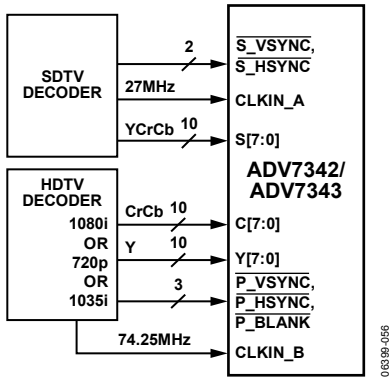 SDTV
DECODER
2
S_VSYNC,
S_HSYNC
27MHz
CLKIN_A
YCrCb 10
S[7:0]
ADV7342/
ADV7343
HDTV
DECODER
1080i
OR
720p
OR
1035i
CrCb 10
C[7:0]
Y 10
Y[7:0]
3
P_VSYNC,
P_HSYNC,
P_BLANK
74.25MHz
CLKIN_B
06399-056